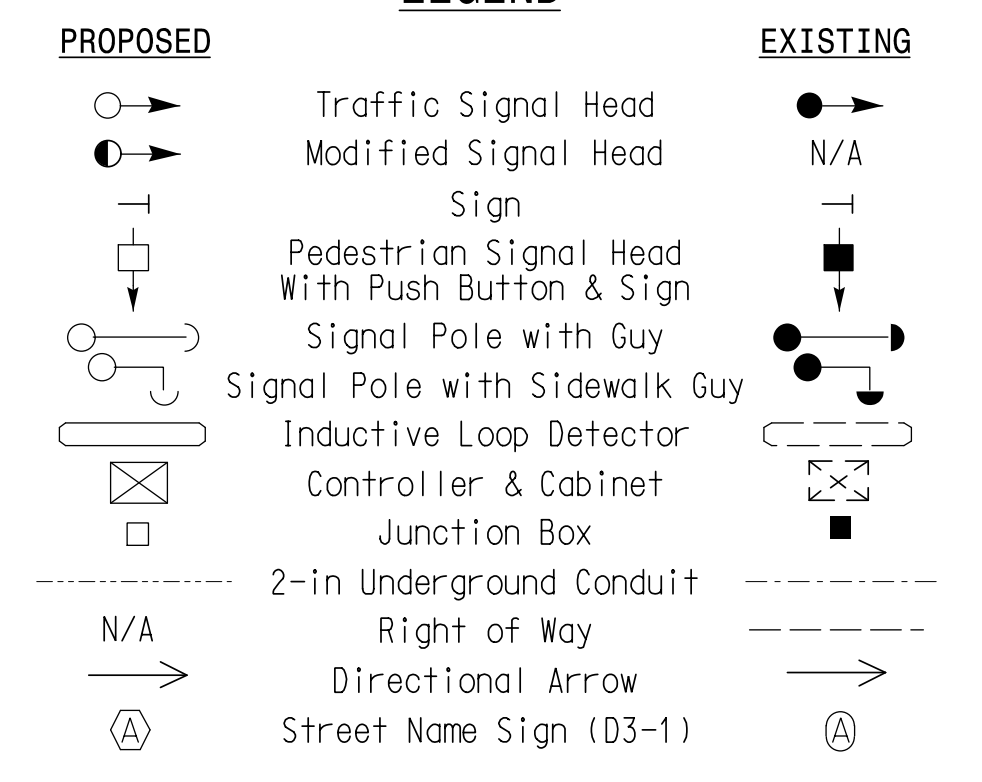 LEGEND
PROPOSED EXISTING
Traffic Signal Head
Modified Signal Head N/A
Sign
Pedestrian Signal Head
With Push Button & Sign
Signal Pole with Guy
Signal Pole with Sidewalk Guy
Inductive Loop Detector
Controller & Cabinet
Junction Box
2-in Underground Conduit
N/A Right of Way
Directional Arrow
A Street Name Sign (D3-1) A